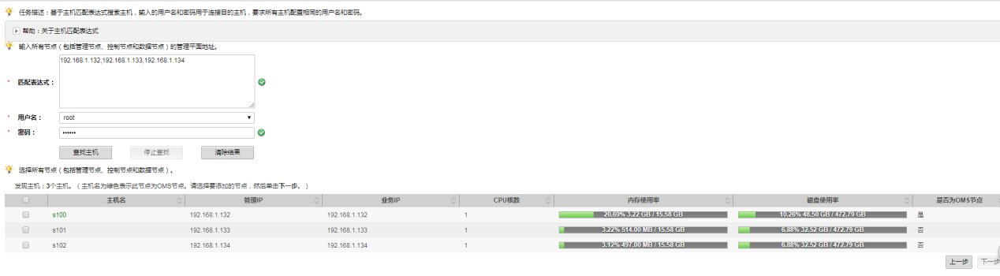 任务描述：基于主机匹配表达式搜索主机，输入的用户名和密码用于连接目的主机，要求所有主机配置相同的用户名和密码。
帮助：关于主机匹配表达式
输入所有节点（包括管理节点、控制节点和数据节点）的管理平面地址。
* 匹配表达式： 192.168.1.132,192.168.1.133,192.168.1.134
* 用户名： root
* 密码： ••••••
查找主机 停止查找 清除结果
选择所有节点（包括管理节点、控制节点和数据节点）。
发现主机：3个主机。（主机名为绿色表示此节点为OMS节点。请选择要添加的节点，然后单击下一步。）
主机名 管理IP 业务IP CPU核数 内存使用率 磁盘使用率 是否为OMS节点
s100 192.168.1.132 192.168.1.132 1 20.69% 3.22 GB / 15.58 GB 10.26% 48.50 GB / 472.79 GB 是
s101 192.168.1.133 192.168.1.133 1 3.22% 514.00 MB / 15.58 GB 6.88% 32.52 GB / 472.79 GB 否
s102 192.168.1.134 192.168.1.134 1 3.12% 497.00 MB / 15.58 GB 6.88% 32.52 GB / 472.79 GB 否
上一步 下一步